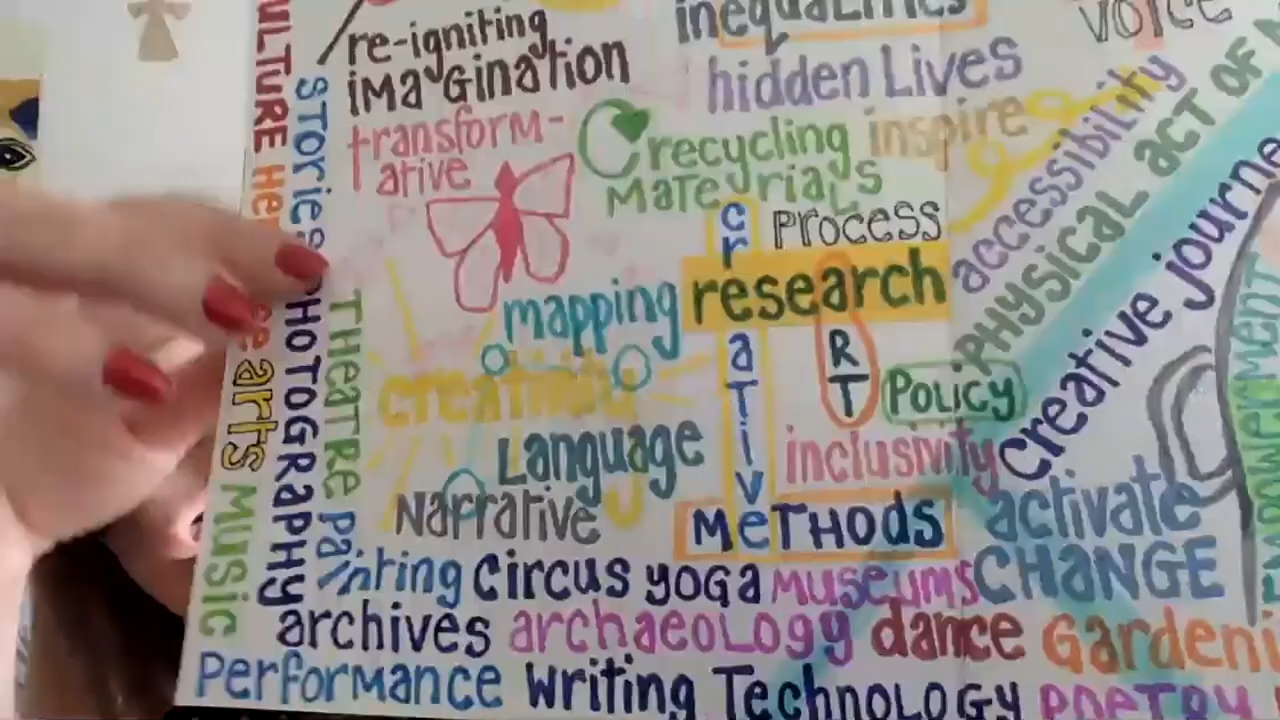 re-igniting
iMaGination
inequalities
voice
hidden Lives
transform-
ative
recycling
MaTerials
inspire
accessibility
PHYSICAL acT OF
creative journe
PROCESS
mapping
research
creative
ART
Policy
creativity
Language
inclusivity
Narrative
MeTHODS
activate
CHANGE
EMPOWERMENT
STORies
PHOTOGRaPHy
THeaTRe
painting Circus yoga museums
arts
Music
archives archaeoLogy dance Gardeni
Performance writing TechnoLOGY POeTry